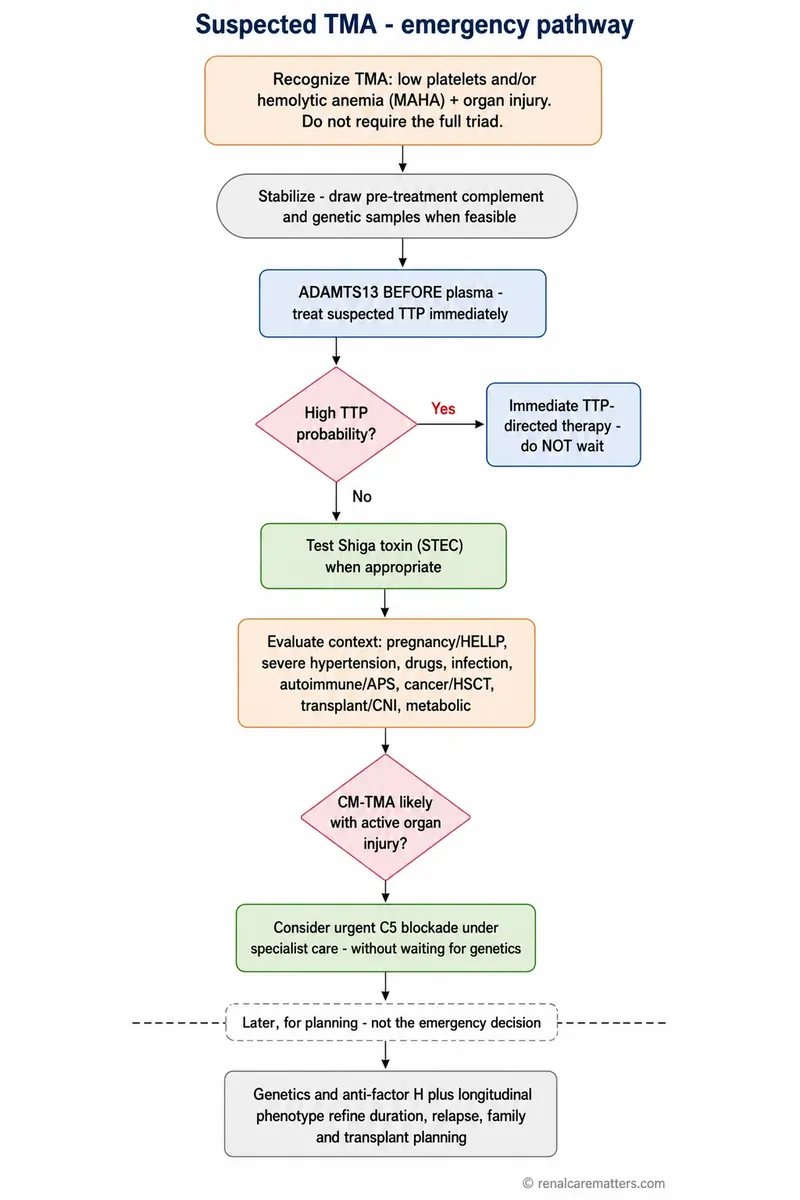 Suspected TMA - emergency pathway
Recognize TMA: low platelets and/or
hemolytic anemia (MAHA) + organ injury.
Do not require the full triad.
Stabilize - draw pre-treatment complement
and genetic samples when feasible
ADAMTS13 BEFORE plasma -
treat suspected TTP immediately
High TTP
probability?
Yes
Immediate TTP-
directed therapy -
do NOT wait
No
Test Shiga toxin (STEC)
when appropriate
Evaluate context: pregnancy/HELLP,
severe hypertension, drugs, infection,
autoimmune/APS, cancer/HSCT,
transplant/CNI, metabolic
CM-TMA likely
with active organ
injury?
Consider urgent C5 blockade under
specialist care - without waiting for genetics
Later, for planning - not the emergency decision
Genetics and anti-factor H plus longitudinal
phenotype refine duration, relapse, family
and transplant planning
© renalcarematters.com